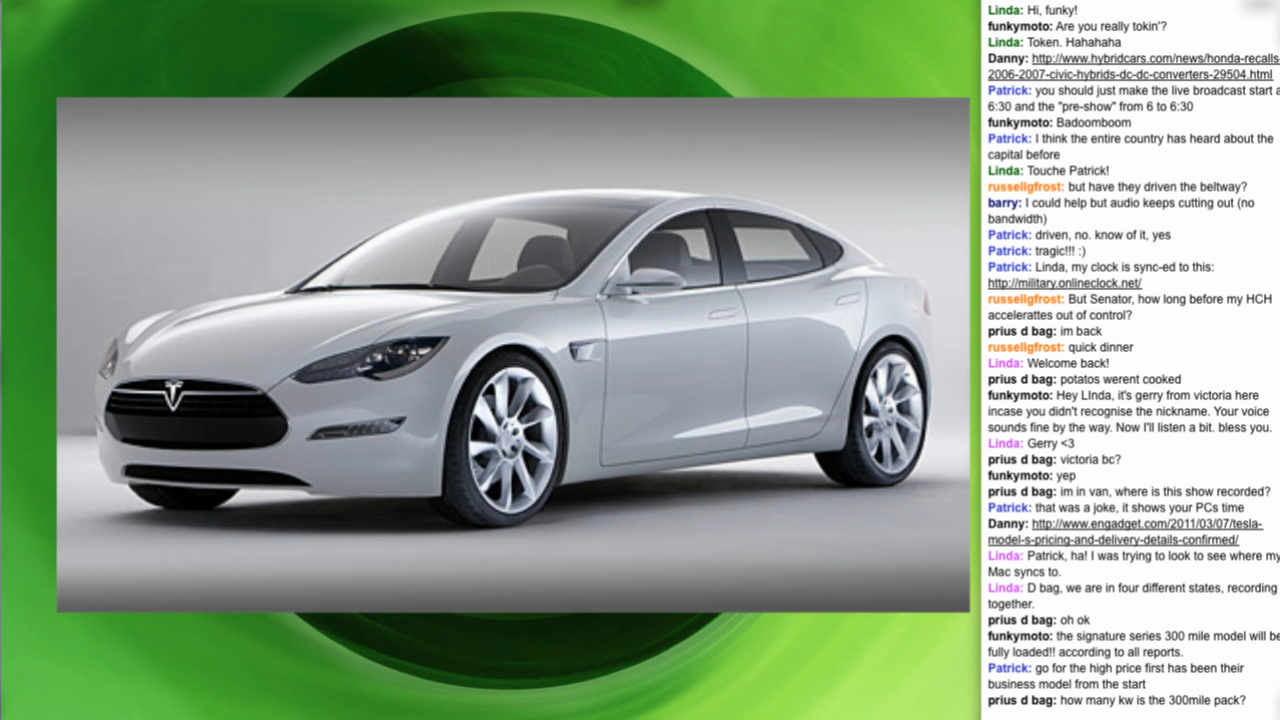 Linda: Hi, funky!
funkymoto: Are you really tokin'?
Linda: Token. Hahahaha
Danny: http://www.hybridcars.com/news/honda-recalls-
2006-2007-civic-hybrids-dc-dc-converters-29504.html
Patrick: you should just make the live broadcast start a
6:30 and the "pre-show" from 6 to 6:30
funkymoto: Badoomboom
Patrick: I think the entire country has heard about the
capital before
Linda: Touche Patrick!
russellgfrost: but have they driven the beltway?
barry: I could help but audio keeps cutting out (no
bandwidth)
Patrick: driven, no. know of it, yes
Patrick: tragic!!! :)
Patrick: Linda, my clock is sync-ed to this:
http://military.onlineclock.net/
russellgfrost: But Senator, how long before my HCH
accelerattes out of control?
prius d bag: im back
russellgfrost: quick dinner
Linda: Welcome back!
prius d bag: potatos werent cooked
funkymoto: Hey LInda, it's gerry from victoria here
incase you didn't recognise the nickname. Your voice
sounds fine by the way. Now I'll listen a bit. bless you.
Linda: Gerry <3
prius d bag: victoria bc?
funkymoto: yep
prius d bag: im in van, where is this show recorded?
Patrick: that was a joke, it shows your PCs time
Danny: http://www.engadget.com/2011/03/07/tesla-
model-s-pricing-and-delivery-details-confirmed/
Linda: Patrick, ha! I was trying to look to see where my
Mac syncs to.
Linda: D bag, we are in four different states, recording
together.
prius d bag: oh ok
funkymoto: the signature series 300 mile model will be
fully loaded!! according to all reports.
Patrick: go for the high price first has been their
business model from the start
prius d bag: how many kw is the 300mile pack?